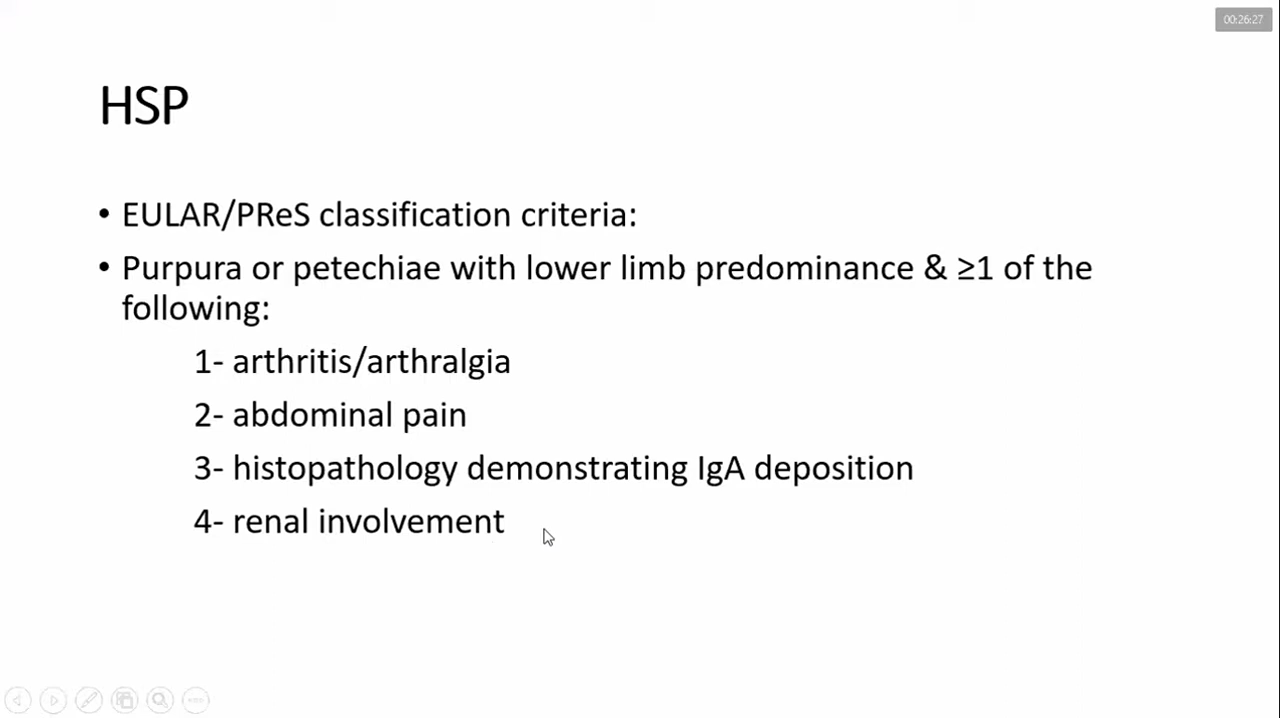 00:26:27
HSP
• EULAR/PReS classification criteria:
• Purpura or petechiae with lower limb predominance & ≥1 of the
following:
1- arthritis/arthralgia
2- abdominal pain
3- histopathology demonstrating IgA deposition
4- renal involvement